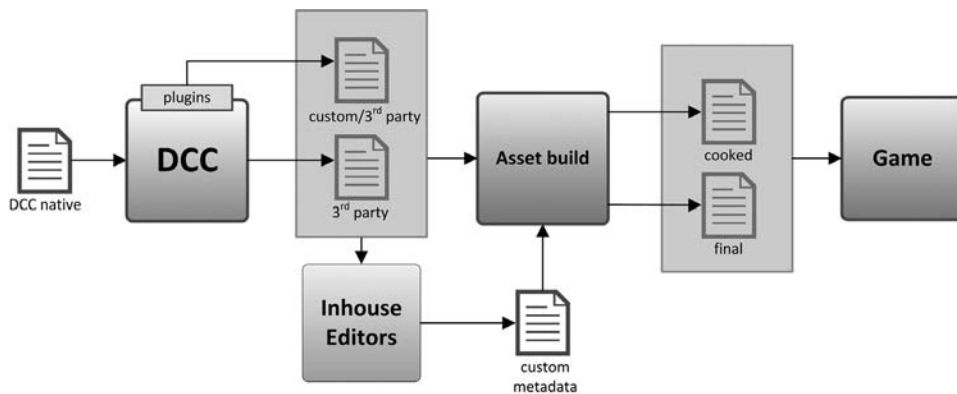 plugins
DCC
DCC native
custom/3rd party
3rd party
Inhouse
Editors
custom
metadata
Asset build
cooked
final
Game